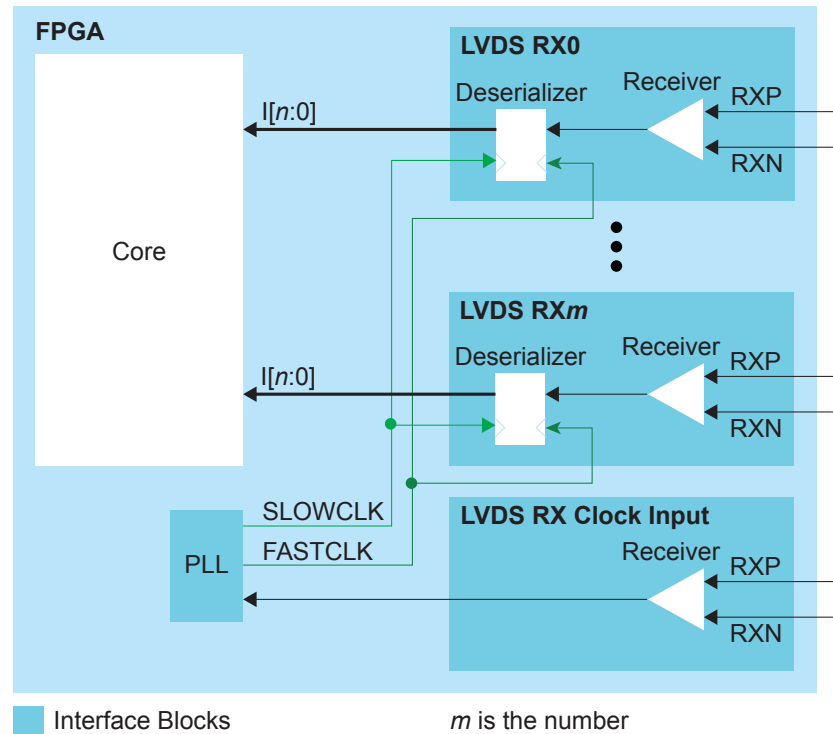 FPGA
Core
I[n:0]
LVDS RX0
Deserializer
Receiver
RXP
RXN
I[n:0]
LVDS RXm
Deserializer
Receiver
RXP
RXN
PLL
SLOWCLK
FASTCLK
LVDS RX Clock Input
Receiver
RXP
RXN
Interface Blocks
m is the number